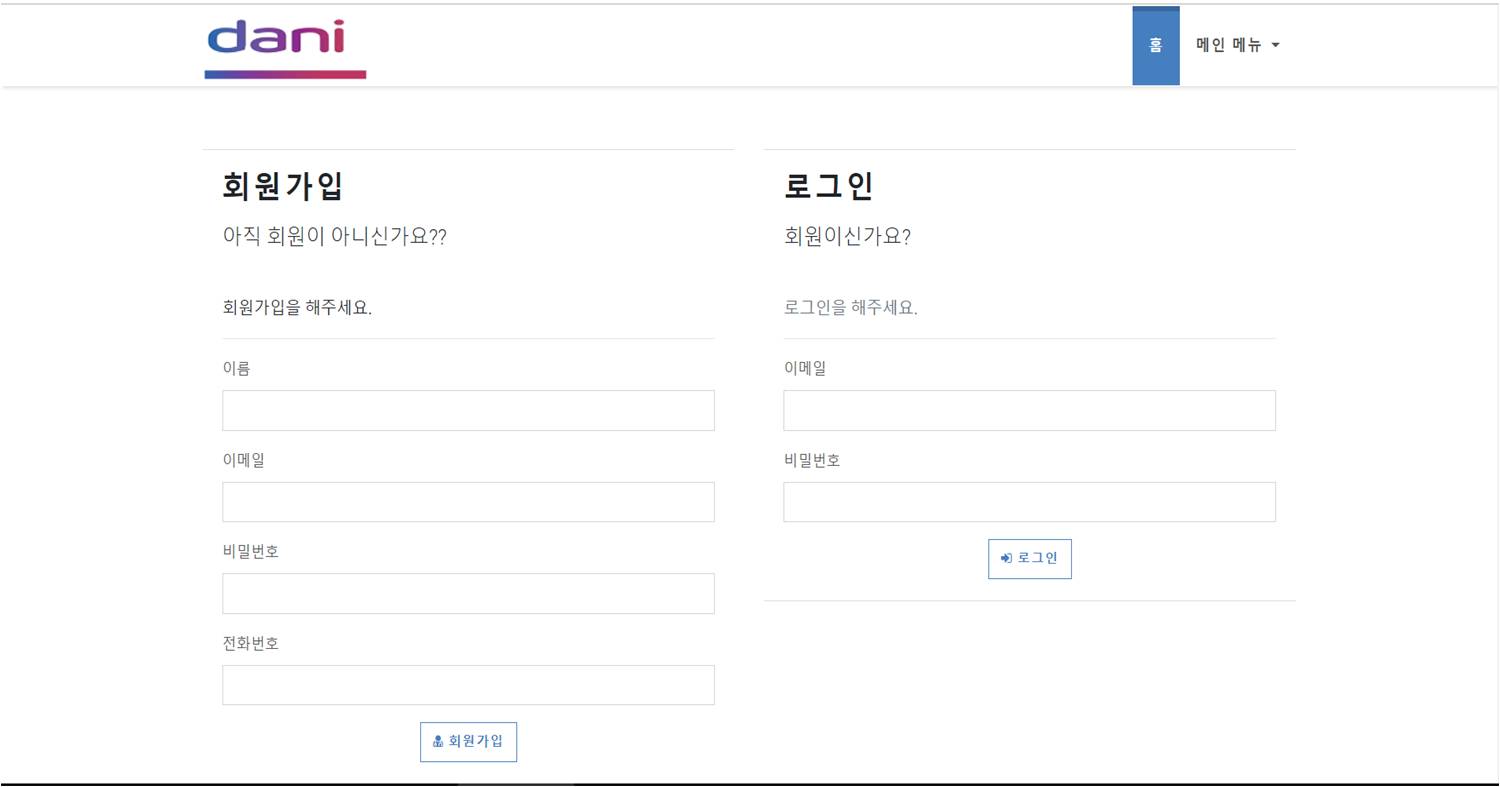 dani
홈
메인 메뉴
회원가입
아직 회원이 아니신가요??
회원가입을 해주세요.
이름
이메일
비밀번호
전화번호
회원가입
로그인
회원이신가요?
로그인을 해주세요.
이메일
비밀번호
로그인